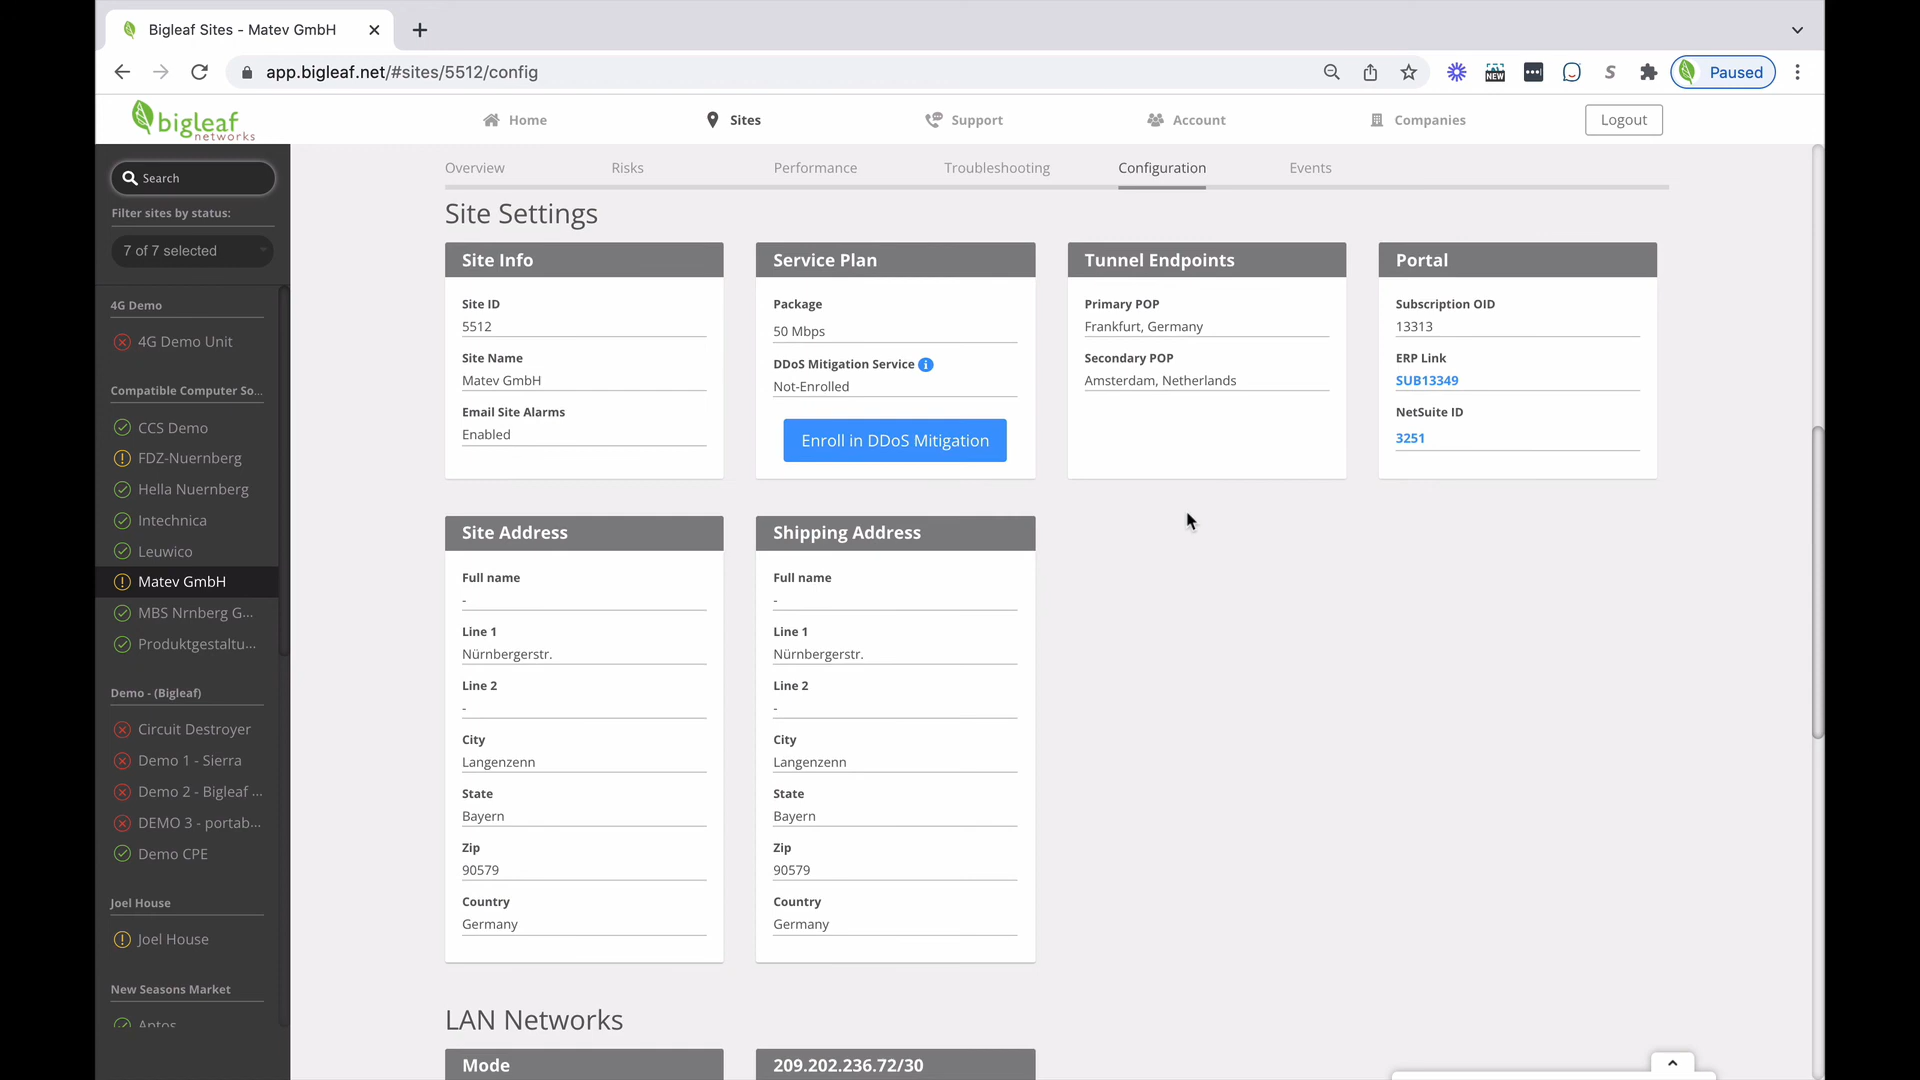 Bigleaf Sites - Matev GmbH
app.bigleaf.net/#sites/5512/config
NEW
S
Paused
bigleaf
networks
Home
Sites
Support
Account
Companies
Logout
Search
Filter sites by status:
7 of 7 selected
4G Demo
4G Demo Unit
Compatible Computer So...
CCS Demo
FDZ-Nuernberg
Hella Nuernberg
Intechnica
Leuwico
Matev GmbH
MBS Nrnberg G...
Produktgestaltu...
Demo - (Bigleaf)
Circuit Destroyer
Demo 1 - Sierra
Demo 2 - Bigleaf ...
DEMO 3 - portab...
Demo CPE
Joel House
Joel House
New Seasons Market
Aptos
Overview
Risks
Performance
Troubleshooting
Configuration
Events
Site Settings
Site Info
Site ID
5512
Site Name
Matev GmbH
Email Site Alarms
Enabled
Service Plan
Package
50 Mbps
DDoS Mitigation Service
Not-Enrolled
Enroll in DDoS Mitigation
Tunnel Endpoints
Primary POP
Frankfurt, Germany
Secondary POP
Amsterdam, Netherlands
Portal
Subscription OID
13313
ERP Link
SUB13349
NetSuite ID
3251
Site Address
Full name
-
Line 1
Nürnbergerstr.
Line 2
-
City
Langenzenn
State
Bayern
Zip
90579
Country
Germany
Shipping Address
Full name
-
Line 1
Nürnbergerstr.
Line 2
-
City
Langenzenn
State
Bayern
Zip
90579
Country
Germany
LAN Networks
Mode
209.202.236.72/30